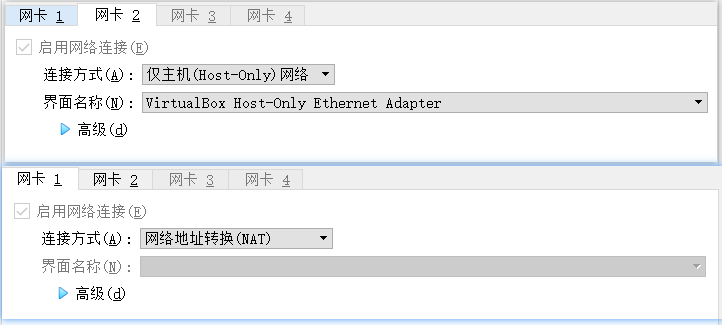 网卡 1 网卡 2 网卡 3 网卡 4
启用网络连接(E)
连接方式(A)： 仅主机(Host-Only)网络
界面名称(N)： VirtualBox Host-Only Ethernet Adapter
高级(d)
网卡 1 网卡 2 网卡 3 网卡 4
启用网络连接(E)
连接方式(A)： 网络地址转换(NAT)
界面名称(N)：
高级(d)